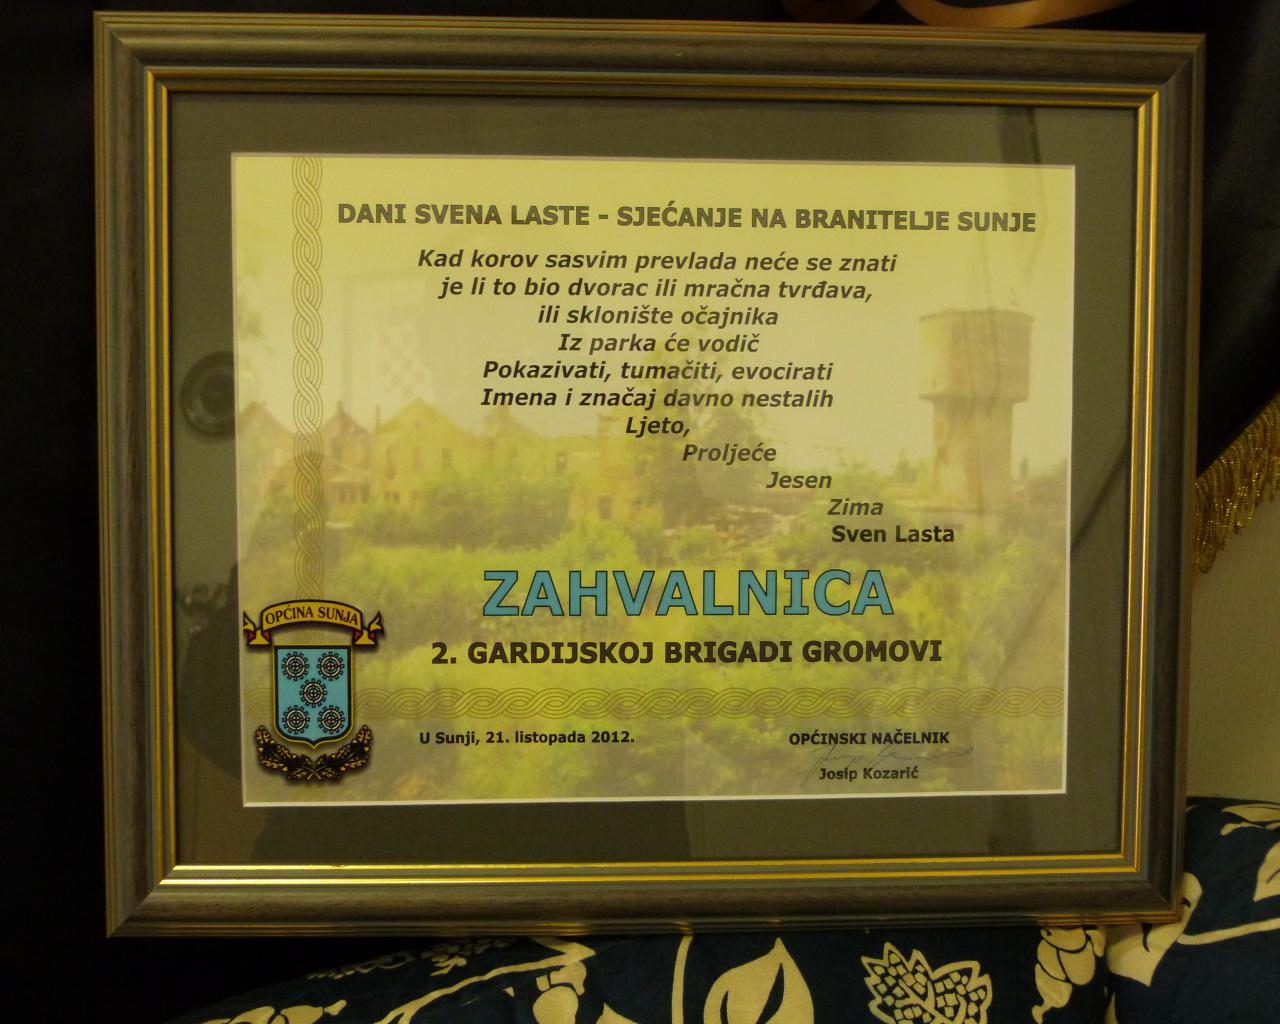 DANI SVENA LASTE - SJEĆANJE NA BRANITELJE SUNJE
Kad korov sasvim prevlada neće se znati
je li to bio dvorac ili mračna tvrđava,
ili sklonište očajnika
Iz parka će vodič
Pokazivati, tumačiti, evocirati
Imena i značaj davno nestalih
Ljeto,
Proljeće
Jesen
Zima
Sven Lasta
ZAHVALNICA
2. GARDIJSKOJ BRIGADI GROMOVI
OPĆINA SUNJA
U Sunji, 21. listopada 2012.
OPĆINSKI NAČELNIK
Josip Kozarić